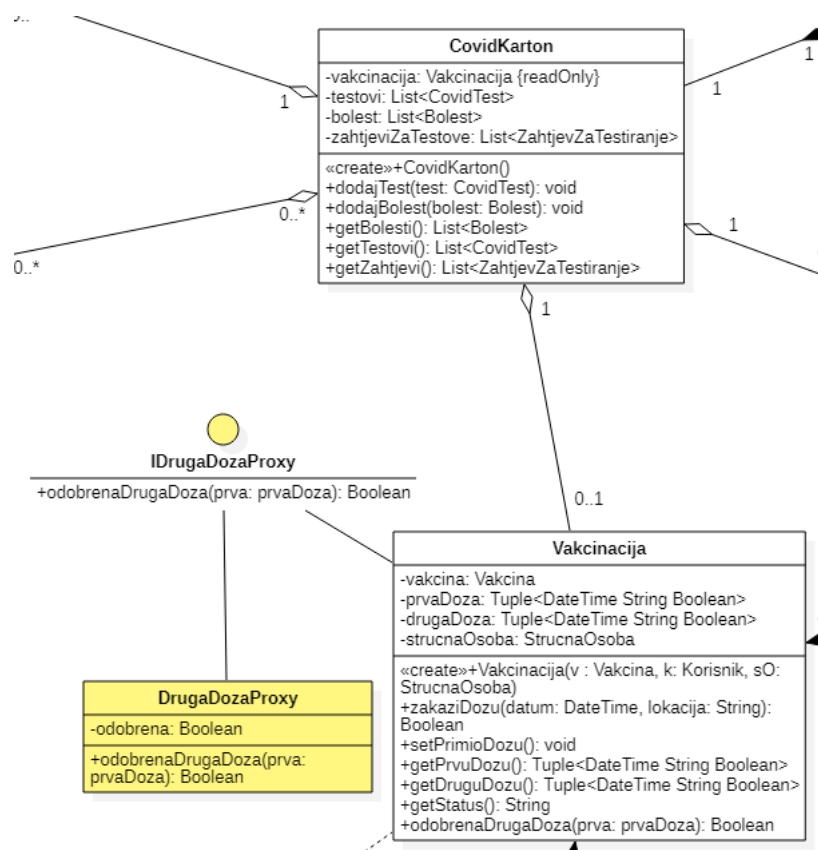 CovidKarton
-vakcinacija: Vakcinacija {readOnly}
-testovi: List<CovidTest>
-bolest: List<Bolest>
-zahtjeviZaTestove: List<ZahtjevZaTestiranje>
«create»+CovidKarton()
+dodajTest(test: CovidTest): void
+dodajBolest(bolest: Bolest): void
+getBolesti(): List<Bolest>
+getTestovi(): List<CovidTest>
+getZahtjevi(): List<ZahtjevZaTestiranje>
1
1
1
0..*
0..*
1
1
0..1
IDrugaDozaProxy
+odobrenaDrugaDoza(prva: prvaDoza): Boolean
DrugaDozaProxy
-odobrena: Boolean
+odobrenaDrugaDoza(prva:
prvaDoza): Boolean
Vakcinacija
-vakcina: Vakcina
-prvaDoza: Tuple<DateTime String Boolean>
-drugaDoza: Tuple<DateTime String Boolean>
-strucnaOsoba: StrucnaOsoba
«create»+Vakcinacija(v : Vakcina, k: Korisnik, sO:
StrucnaOsoba)
+zakaziDozu(datum: DateTime, lokacija: String):
Boolean
+setPrimioDozu(): void
+getPrvuDozu(): Tuple<DateTime String Boolean>
+getDruguDozu(): Tuple<DateTime String Boolean>
+getStatus(): String
+odobrenaDrugaDoza(prva: prvaDoza): Boolean